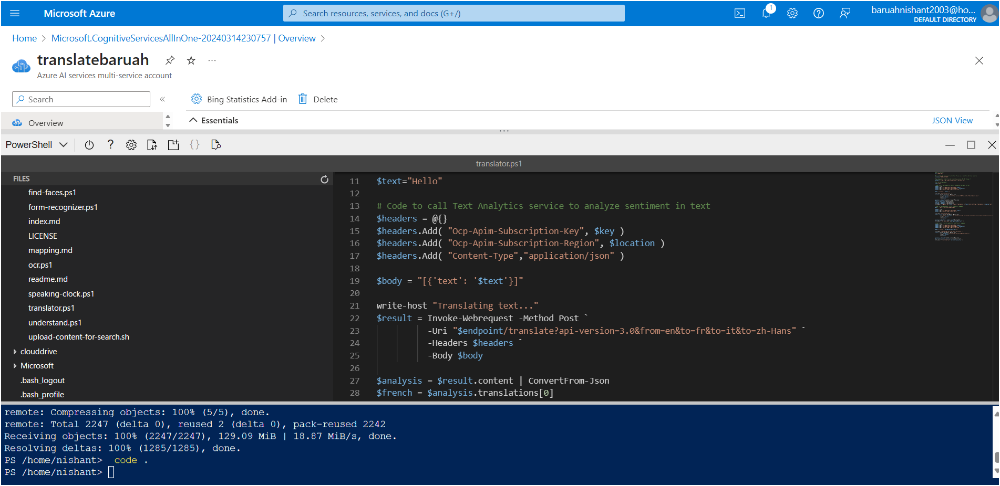 Microsoft Azure
Search resources, services, and docs (G+/)
1
baruahnishant2003@ho...
DEFAULT DIRECTORY
Home > Microsoft.CognitiveServicesAllInOne-20240314230757 | Overview >
translatebaruah
...
Azure AI services multi-service account
Search
«
Bing Statistics Add-in
Delete
Overview
Essentials
JSON View
PowerShell
?
{}
translator.ps1
FILES
find-faces.ps1
form-recognizer.ps1
index.md
LICENSE
mapping.md
ocr.ps1
readme.md
speaking-clock.ps1
translator.ps1
understand.ps1
upload-content-for-search.sh
clouddrive
Microsoft
.bash_logout
.bash_profile
11 $text="Hello"
12
13 # Code to call Text Analytics service to analyze sentiment in text
14 $headers = @{}
15 $headers.Add( "Ocp-Apim-Subscription-Key", $key )
16 $headers.Add( "Ocp-Apim-Subscription-Region", $location )
17 $headers.Add( "Content-Type","application/json" )
18
19 $body = "[{'text': '$text'}]"
20
21 write-host "Translating text..."
22 $result = Invoke-Webrequest -Method Post `
23 -Uri "$endpoint/translate?api-version=3.0&from=en&to=fr&to=it&to=zh-Hans" `
24 -Headers $headers `
25 -Body $body
26
27 $analysis = $result.content | ConvertFrom-Json
28 $french = $analysis.translations[0]
remote: Compressing objects: 100% (5/5), done.
remote: Total 2247 (delta 0), reused 2 (delta 0), pack-reused 2242
Receiving objects: 100% (2247/2247), 129.09 MiB | 18.87 MiB/s, done.
Resolving deltas: 100% (1285/1285), done.
PS /home/nishant> code .
PS /home/nishant>